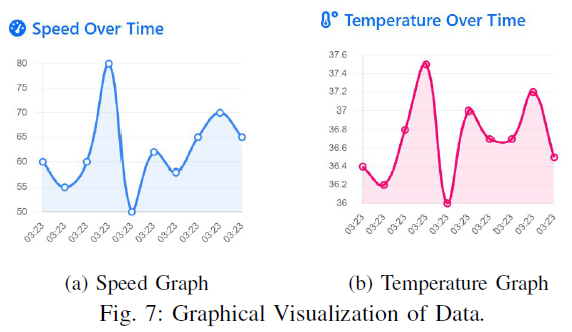 Speed Over Time
80
75
70
65
60
55
50
03:23 03:23 03:23 03:23 03:23 03:23 03:23 03:23 03:23 03:23
(a) Speed Graph
Temperature Over Time
37.6
37.4
37.2
37
36.8
36.6
36.4
36.2
36
03:23 03:23 03:23 03:23 03:23 03:23 03:23 03:23 03:23 03:23
(b) Temperature Graph
Fig. 7: Graphical Visualization of Data.